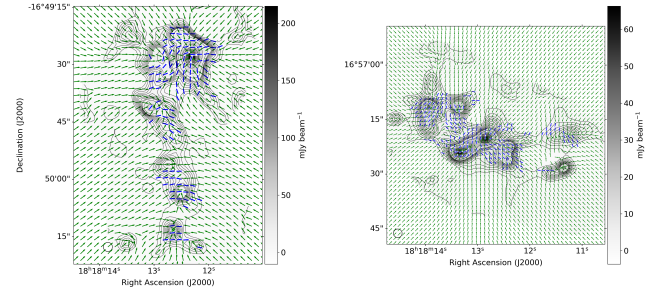 -16°49'15"
30"
45"
50'00"
15"
Declination (J2000)
18ʰ18ᵐ14ˢ
13ˢ
12ˢ
Right Ascension (J2000)
200
150
100
50
0
mJy beam⁻¹
16°57'00"
15"
30"
45"
18ʰ18ᵐ14ˢ
13ˢ
12ˢ
11ˢ
Right Ascension (J2000)
60
50
40
30
20
10
0
mJy beam⁻¹